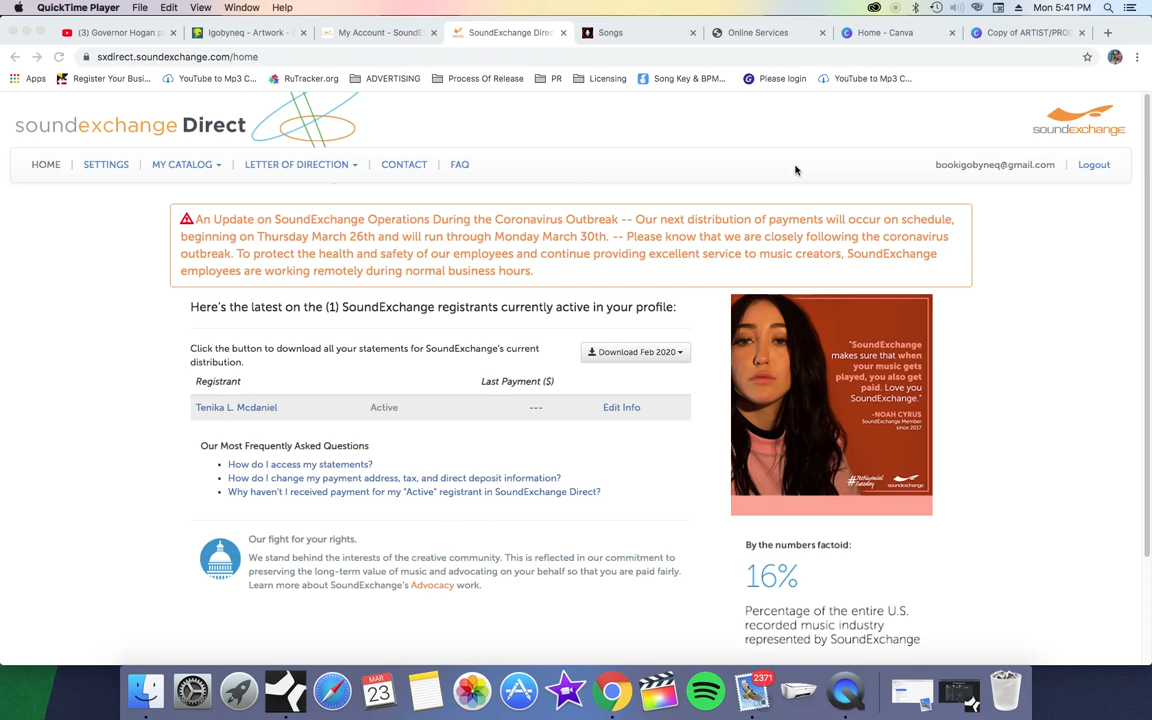 QuickTime Player File Edit View Window Help Mon 5:41 PM
(3) Governor Hogan p
Igobyneq - Artwork -
My Account - SoundE
SoundExchange Direc
Songs
Online Services
Home - Canva
Copy of ARTIST/PRO
sxdirect.soundexchange.com/home
Apps Register Your Busi... YouTube to Mp3 C... RuTracker.org ADVERTISING Process Of Release PR Licensing Song Key & BPM... Please login YouTube to Mp3 C...
soundexchange Direct
soundexchange
HOME SETTINGS MY CATALOG LETTER OF DIRECTION CONTACT FAQ bookigobyneq@gmail.com Logout
An Update on SoundExchange Operations During the Coronavirus Outbreak -- Our next distribution of payments will occur on schedule,
beginning on Thursday March 26th and will run through Monday March 30th. -- Please know that we are closely following the coronavirus
outbreak. To protect the health and safety of our employees and continue providing excellent service to music creators, SoundExchange
employees are working remotely during normal business hours.
Here's the latest on the (1) SoundExchange registrants currently active in your profile:
Click the button to download all your statements for SoundExchange's current
distribution.
Download Feb 2020
Registrant Last Payment ($)
Tenika L. Mcdaniel Active --- Edit Info
Our Most Frequently Asked Questions
How do I access my statements?
How do I change my payment address, tax, and direct deposit information?
Why haven't I received payment for my "Active" registrant in SoundExchange Direct?
Our fight for your rights.
We stand behind the interests of the creative community. This is reflected in our commitment to
preserving the long-term value of music and advocating on your behalf so that you are paid fairly.
Learn more about SoundExchange's Advocacy work.
"SoundExchange
makes sure that when
your music gets
played, you also get
paid. Love you
SoundExchange."
-NOAH CYRUS
SoundExchange Member
since 2017
#Testimonial
Tuesday
soundexchange
By the numbers factoid:
16%
Percentage of the entire U.S.
recorded music industry
represented by SoundExchange
MAR
23
2371